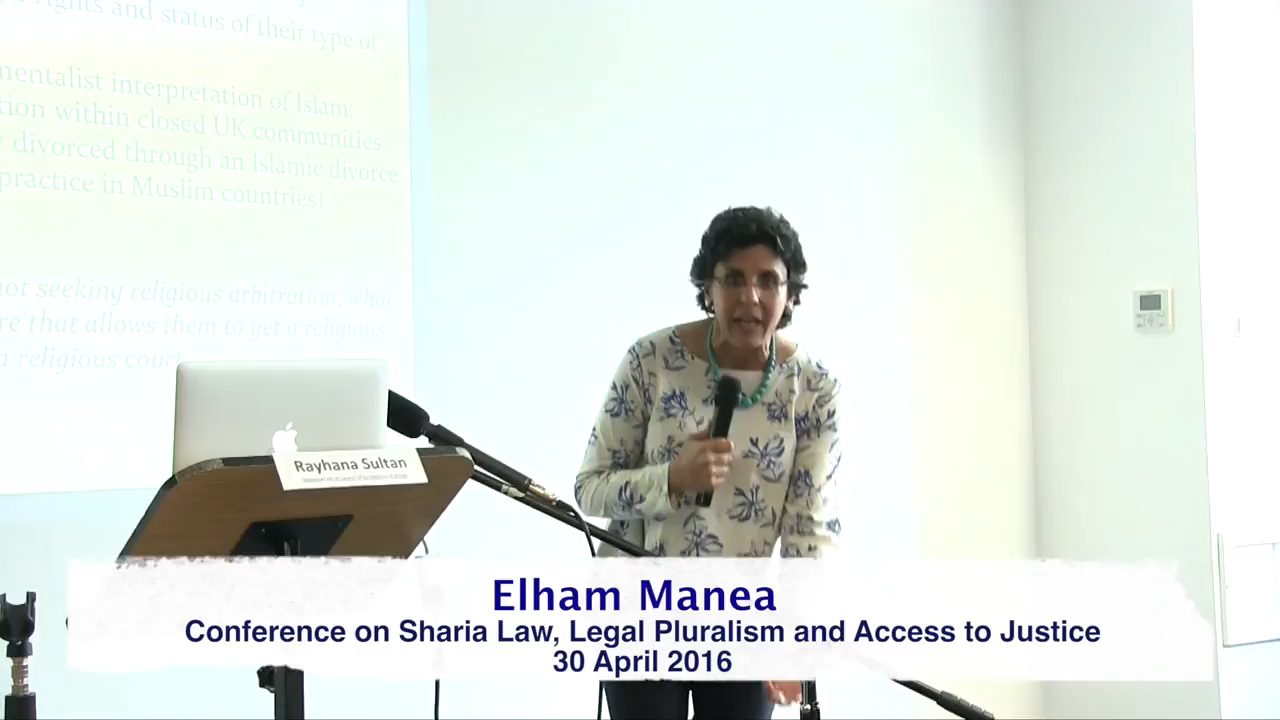 rights and status of their type of
mentalist interpretation of Islam:
tion within closed UK communities
divorced through an Islamic divorce
practice in Muslim countries)
ot seeking religious arbitration; what
re that allows them to get a religious
a religious court
Rayhana Sultan
Elham Manea
Conference on Sharia Law, Legal Pluralism and Access to Justice
30 April 2016